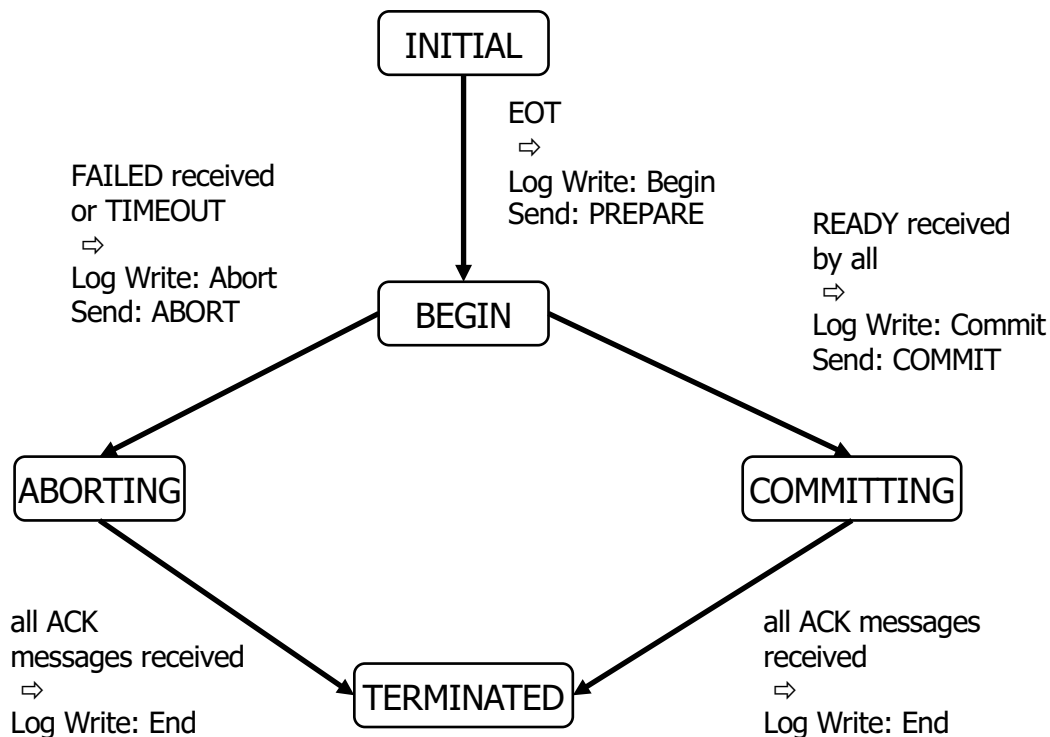 INITIAL
EOT
⇨
Log Write: Begin
Send: PREPARE
FAILED received
or TIMEOUT
⇨
Log Write: Abort
Send: ABORT
READY received
by all
⇨
Log Write: Commit
Send: COMMIT
BEGIN
ABORTING
COMMITTING
all ACK
messages received
⇨
Log Write: End
all ACK messages
received
⇨
Log Write: End
TERMINATED